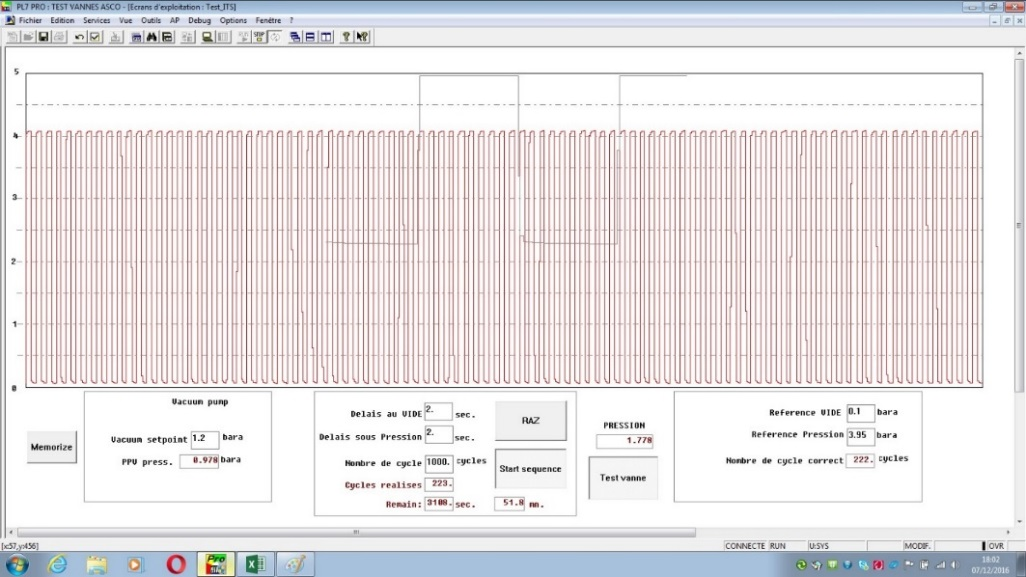 PL7 PRO : TEST VANNES ASCO - [Ecrans d'exploitation : Test_ITS]
Fichier Edition Services Vue Outils AP Debug Options Fenêtre ?
5
4
3
2
1
0
Vacuum pump
Vacuum setpoint 1.2 bara
PPV press. 0.978 bara
Memorize
Delais au VIDE 2. sec.
Delais sous Pression 2. sec.
Nombre de cycle 1000. cycles
Cycles realises 223.
Remain: 3108. sec. 51.8 mn.
RAZ
Start sequence
PRESSION
1.778
Test vanne
Reference VIDE 0.1 bara
Reference Pression 3.95 bara
Nombre de cycle correct 222. cycles
[x:57,y:456]
CONNECTE RUN U:SYS MODIF. OVR
18:02
07/12/2016